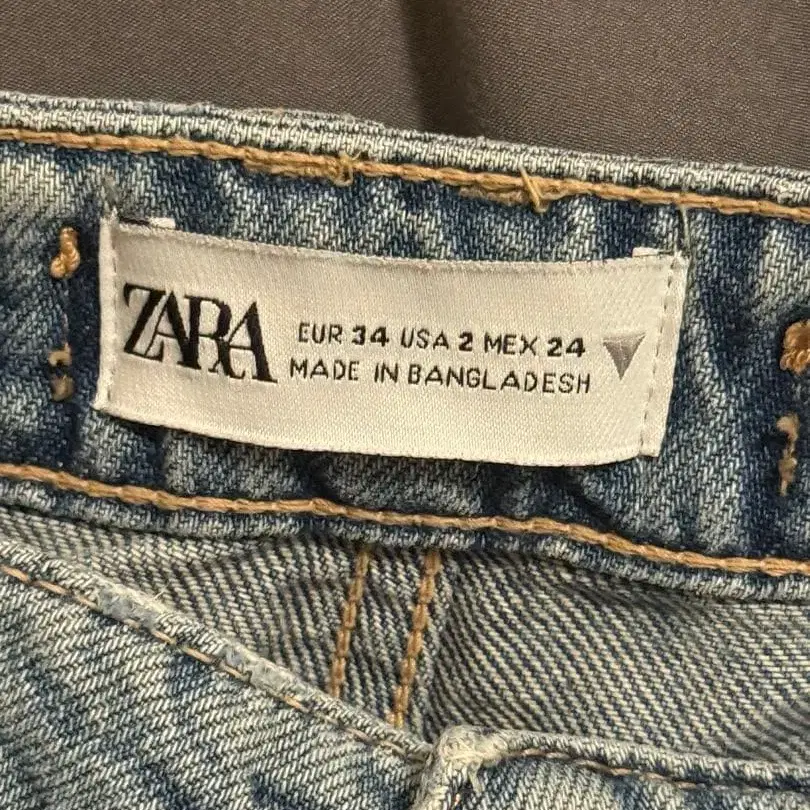 ZARA
EUR 34 USA 2 MEX 24
MADE IN BANGLADESH